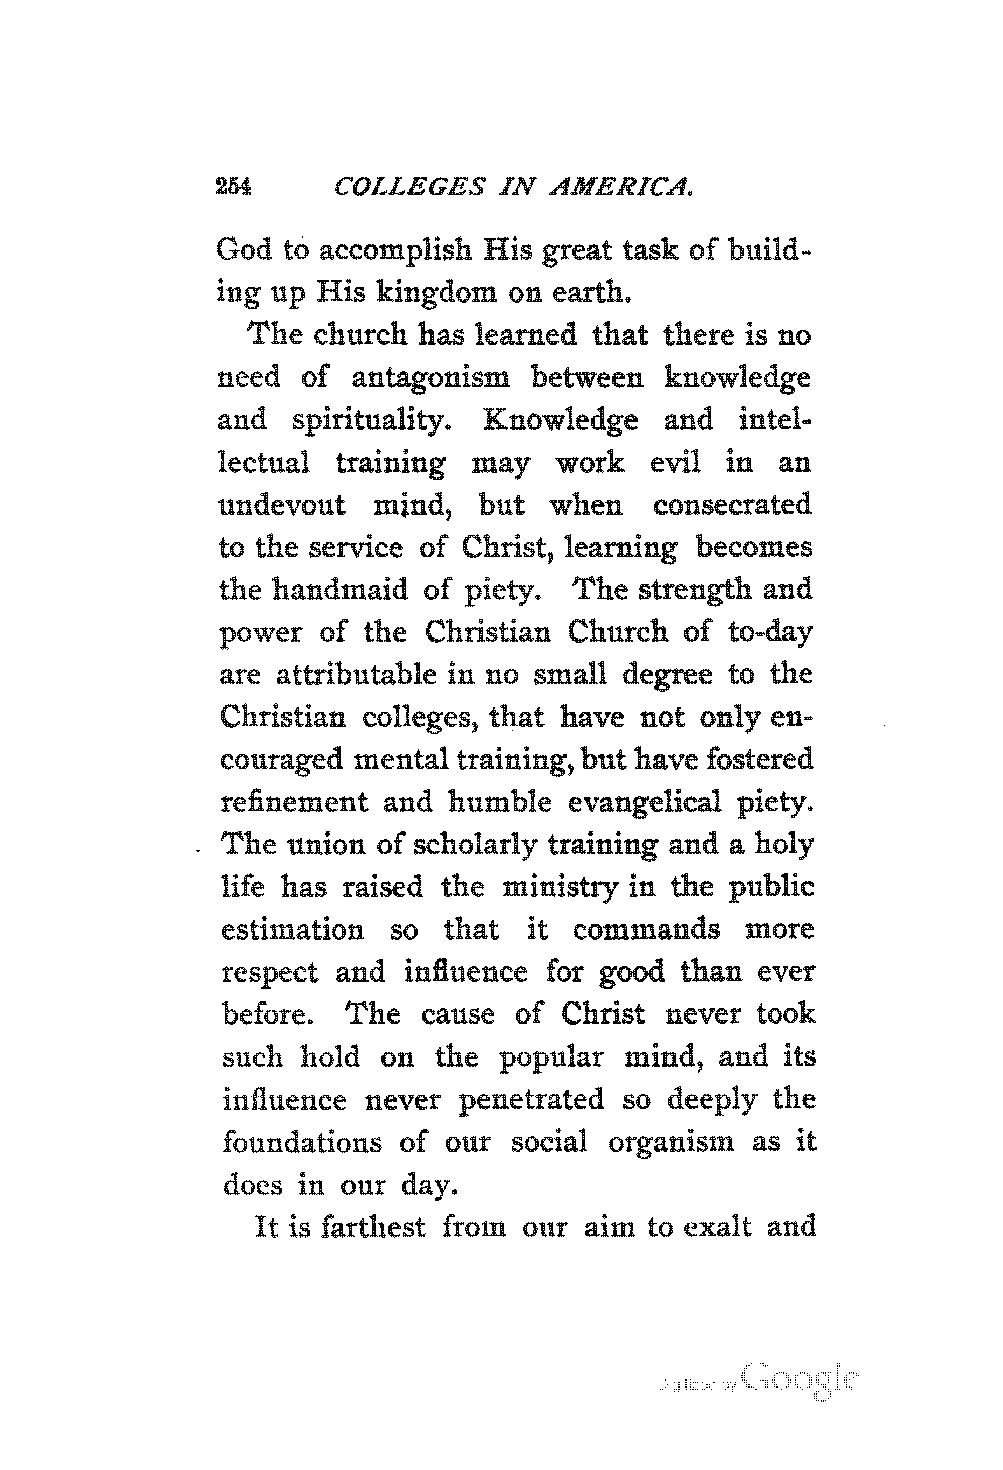 254 COLLEGES IN AMERICA.
God to accomplish His great task of build-
ing up His kingdom on earth.
The church has learned that there is no
need of antagonism between knowledge
and spirituality. Knowledge and intel-
lectual training may work evil in an
undevout mind, but when consecrated
to the service of Christ, learning becomes
the handmaid of piety. The strength and
power of the Christian Church of to-day
are attributable in no small degree to the
Christian colleges, that have not only en-
couraged mental training, but have fostered
refinement and humble evangelical piety.
The union of scholarly training and a holy
life has raised the ministry in the public
estimation so that it commands more
respect and influence for good than ever
before. The cause of Christ never took
such hold on the popular mind, and its
influence never penetrated so deeply the
foundations of our social organism as it
does in our day.
It is farthest from our aim to exalt and
Digitized by Google